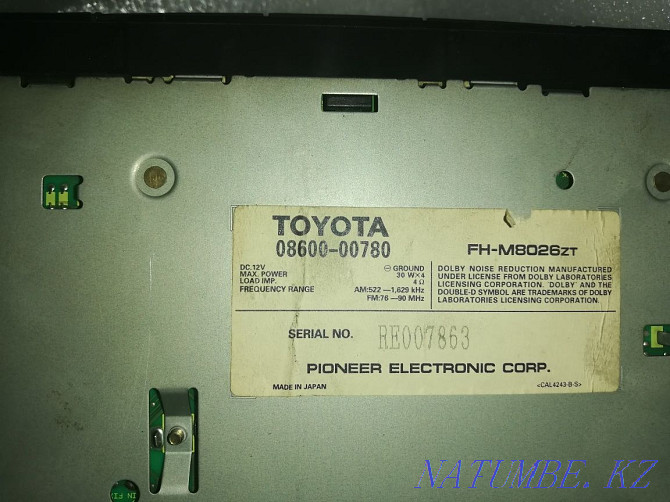 TOYOTA
08600-00780
FH-M8026ZT
DC.12V ⊖ GROUND
MAX. POWER 30 W×4
LOAD IMP. 4 Ω
FREQUENCY RANGE AM:522 —1,629 kHz
FM:76 —90 MHz
DOLBY NOISE REDUCTION MANUFACTURED
UNDER LICENSE FROM DOLBY LABORATORIES
LICENSING CORPORATION. DOLBY AND THE
DOUBLE-D SYMBOL ARE TRADEMARKS OF DOLBY
LABORATORIES LICENSING CORPORATION.
SERIAL NO. RE007863
PIONEER ELECTRONIC CORP.
MADE IN JAPAN <CAL4243-B-S>
NATUMBE.KZ